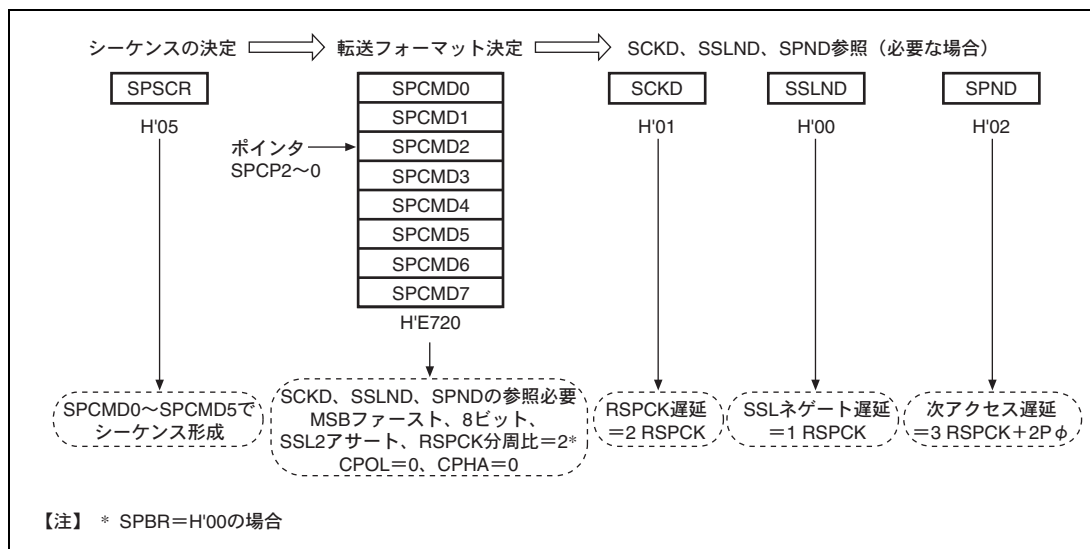 シーケンスの決定
転送フォーマット決定
SCKD、SSLND、SPND参照（必要な場合）
SPSCR
H'05
ポインタ
SPCP2～0
SPCMD0
SPCMD1
SPCMD2
SPCMD3
SPCMD4
SPCMD5
SPCMD6
SPCMD7
H'E720
SCKD
H'01
SSLND
H'00
SPND
H'02
SPCMD0～SPCMD5で
シーケンス形成
SCKD、SSLND、SPNDの参照必要
MSBファースト、8ビット、
SSL2アサート、RSPCK分周比＝2*
CPOL＝0、CPHA＝0
RSPCK遅延
＝2 RSPCK
SSLネゲート遅延
＝1 RSPCK
次アクセス遅延
＝3 RSPCK＋2Pφ
【注】 * SPBR＝H'00の場合